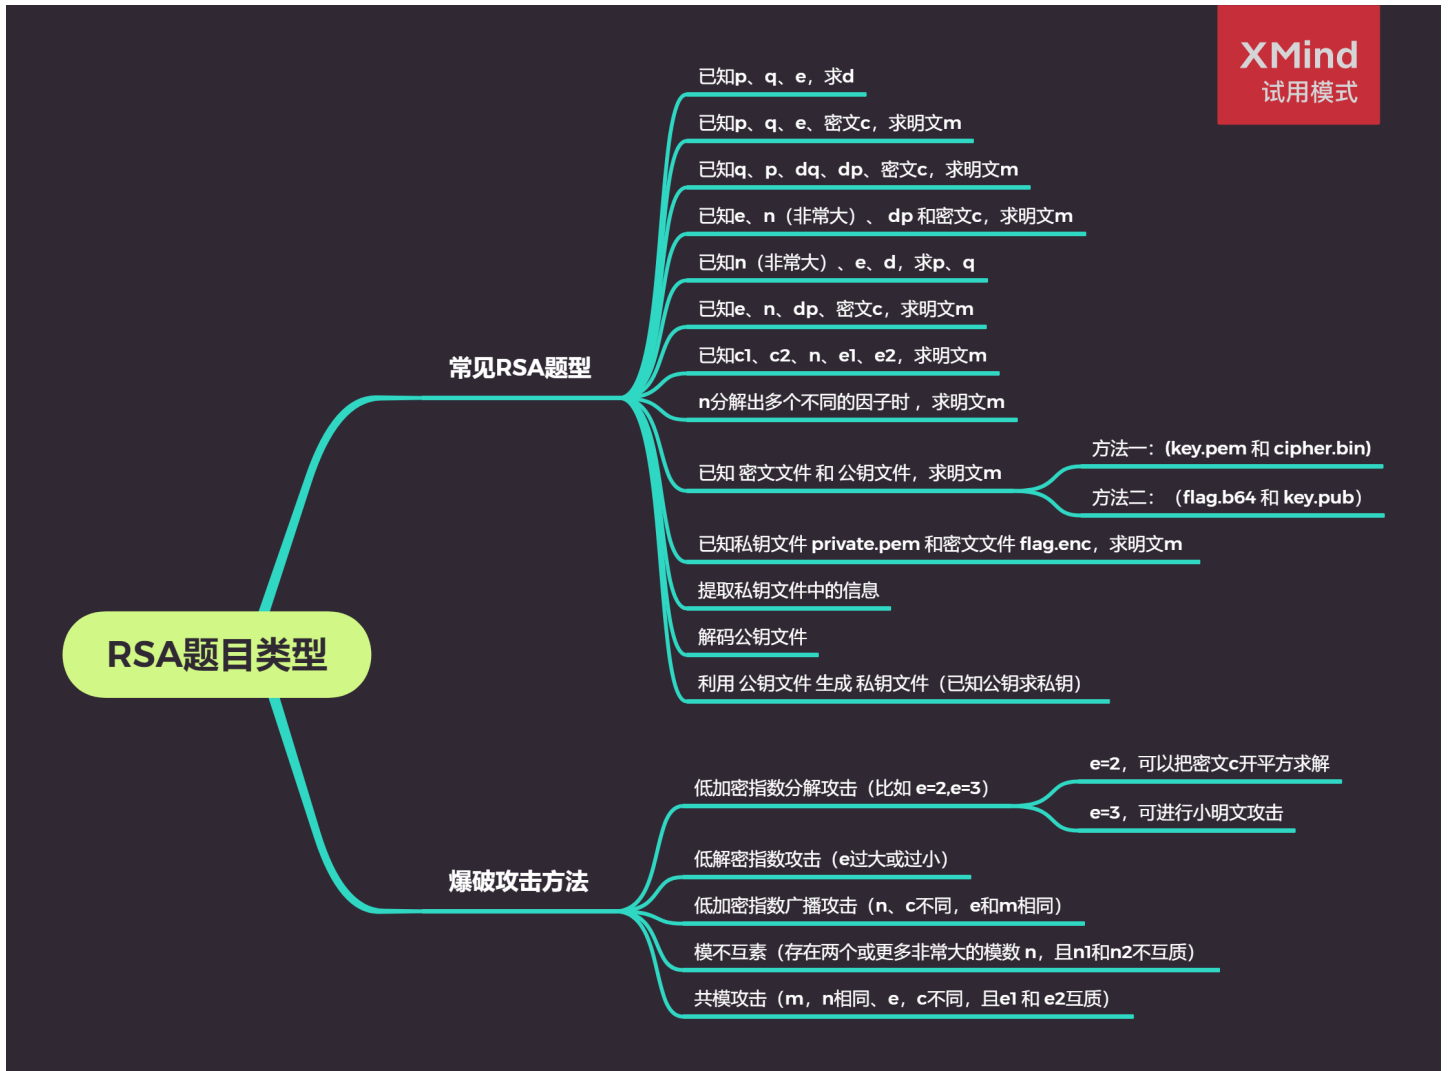 XMind
试用模式
已知p、q、e，求d
已知p、q、e、密文c，求明文m
已知q、p、dq、dp、密文c，求明文m
已知e、n（非常大）、 dp 和密文c，求明文m
已知n（非常大）、e、d，求p、q
已知e、n、dp、密文c，求明文m
常见RSA题型
已知c1、c2、n、e1、e2，求明文m
n分解出多个不同的因子时 ，求明文m
已知 密文文件 和 公钥文件，求明文m
方法一：(key.pem 和 cipher.bin)
方法二：（flag.b64 和 key.pub）
已知私钥文件 private.pem 和密文文件 flag.enc，求明文m
提取私钥文件中的信息
解码公钥文件
利用 公钥文件 生成 私钥文件（已知公钥求私钥）
RSA题目类型
低加密指数分解攻击（比如 e=2,e=3）
e=2，可以把密文c开平方求解
e=3，可进行小明文攻击
爆破攻击方法
低解密指数攻击（e过大或过小）
低加密指数广播攻击（n、c不同，e和m相同）
模不互素（存在两个或更多非常大的模数 n，且n1和n2不互质）
共模攻击（m，n相同、e，c不同，且e1 和 e2互质）